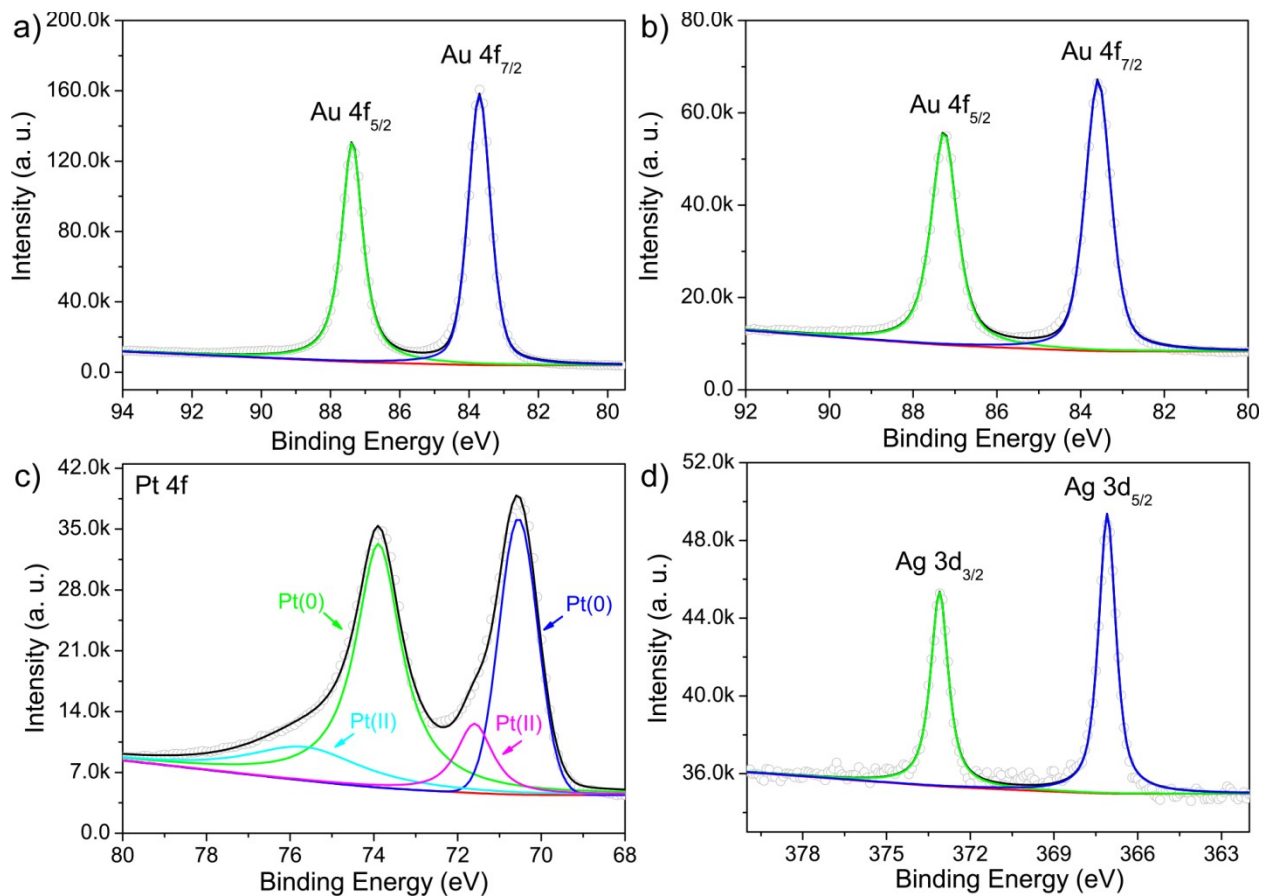 a)
200.0k
160.0k
120.0k
80.0k
40.0k
0.0
Intensity (a. u.)
Au 4f5/2
Au 4f7/2
94 92 90 88 86 84 82 80
Binding Energy (eV)
b)
80.0k
60.0k
40.0k
20.0k
0.0
Intensity (a. u.)
Au 4f5/2
Au 4f7/2
92 90 88 86 84 82 80
Binding Energy (eV)
c)
Pt 4f
42.0k
35.0k
28.0k
21.0k
14.0k
7.0k
0.0
Intensity (a. u.)
Pt(0)
Pt(0)
Pt(II)
Pt(II)
80 78 76 74 72 70 68
Binding Energy (eV)
d)
52.0k
48.0k
44.0k
40.0k
36.0k
Intensity (a. u.)
Ag 3d3/2
Ag 3d5/2
378 375 372 369 366 363
Binding Energy (eV)